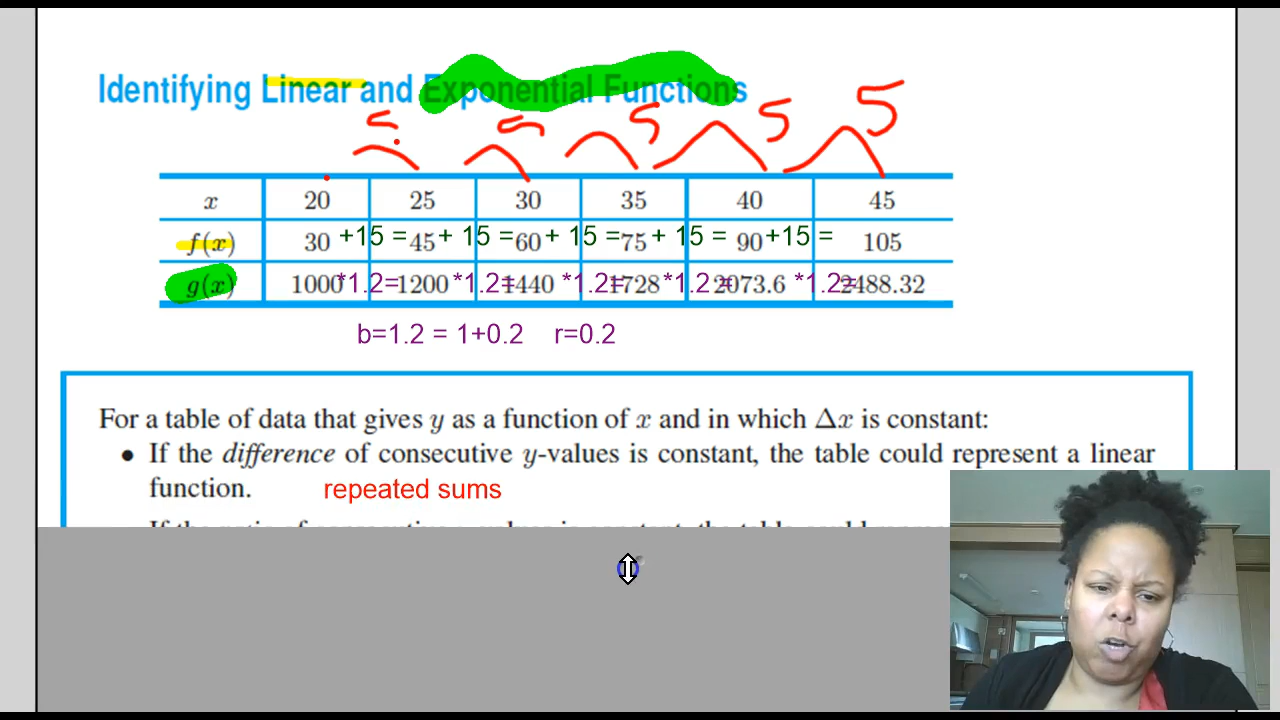 Identifying Linear and Exponential Functions
5 5 5 5 5
x 20 25 30 35 40 45
f(x) 30 +15 = 45 + 15 = 60 + 15 = 75 + 15 = 90 +15 = 105
g(x) 1000 *1.2= 1200 *1.2= 1440 *1.2= 1728 *1.2 = 2073.6 *1.2= 2488.32
b=1.2 = 1+0.2 r=0.2
For a table of data that gives y as a function of x and in which Δx is constant:
• If the difference of consecutive y-values is constant, the table could represent a linear
function. repeated sums